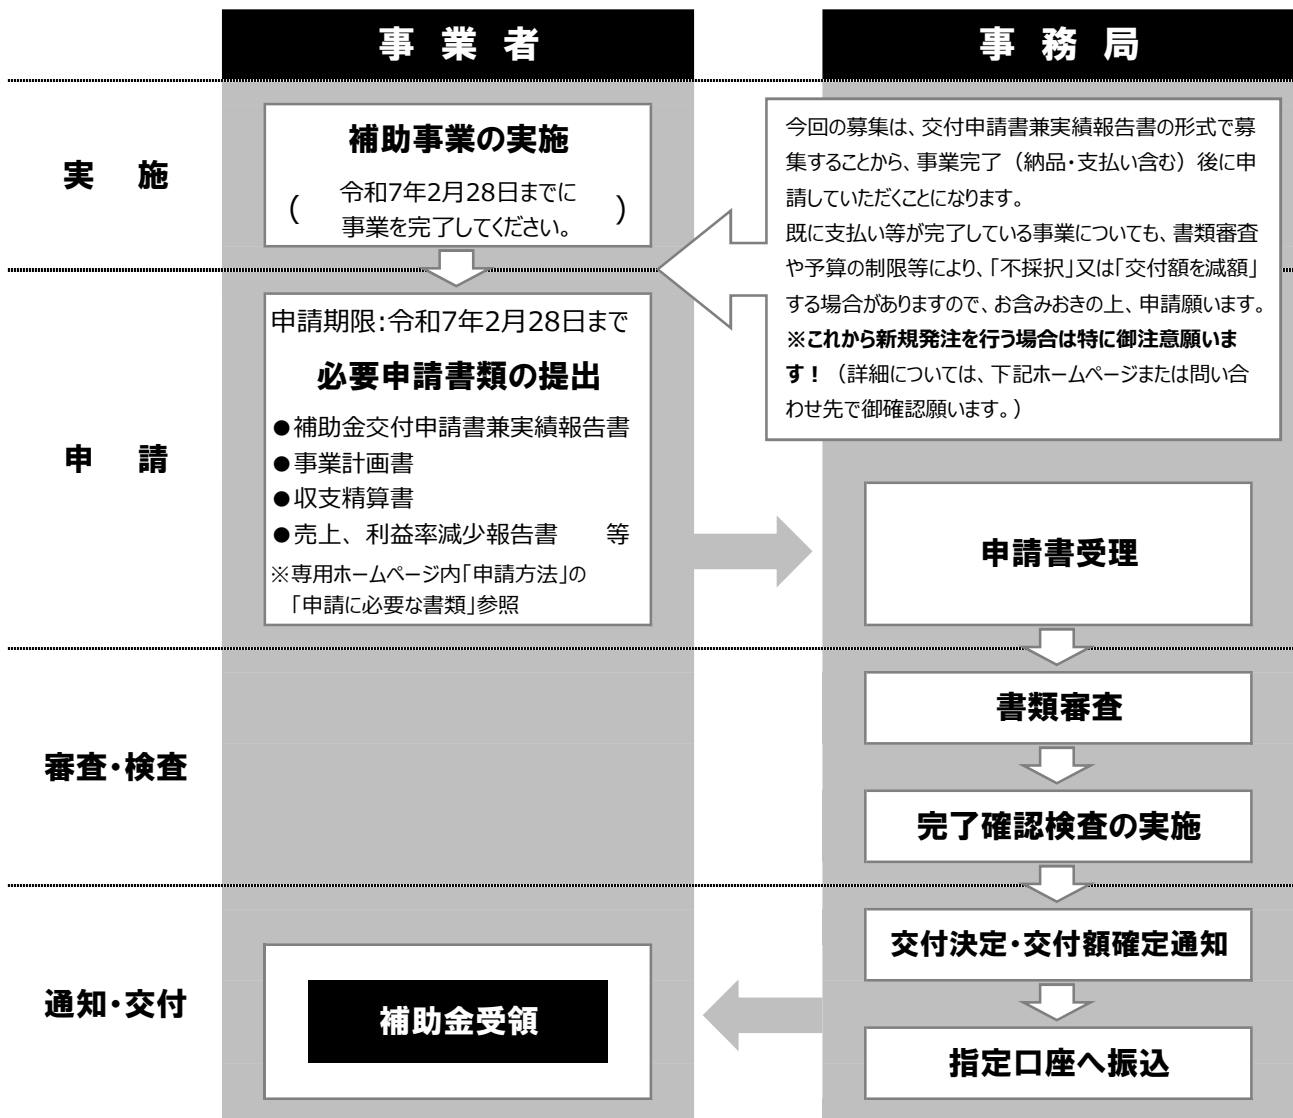 事業者
事務局
実施
補助事業の実施
（令和7年2月28日までに
事業を完了してください。）
今回の募集は、交付申請書兼実績報告書の形式で募
集することから、事業完了（納品・支払い含む）後に申
請していただくことになります。
既に支払い等が完了している事業についても、書類審査
や予算の制限等により、「不採択」又は「交付額を減額」
する場合がありますので、お含みおきの上、申請願います。
※これから新規発注を行う場合は特に御注意願いま
す！（詳細については、下記ホームページまたは問い合
わせ先で御確認願います。）
申請
申請期限:令和7年2月28日まで
必要申請書類の提出
●補助金交付申請書兼実績報告書
●事業計画書
●収支精算書
●売上、利益率減少報告書　等
※専用ホームページ内「申請方法」の
「申請に必要な書類」参照
申請書受理
審査・検査
書類審査
完了確認検査の実施
通知・交付
交付決定・交付額確定通知
補助金受領
指定口座へ振込